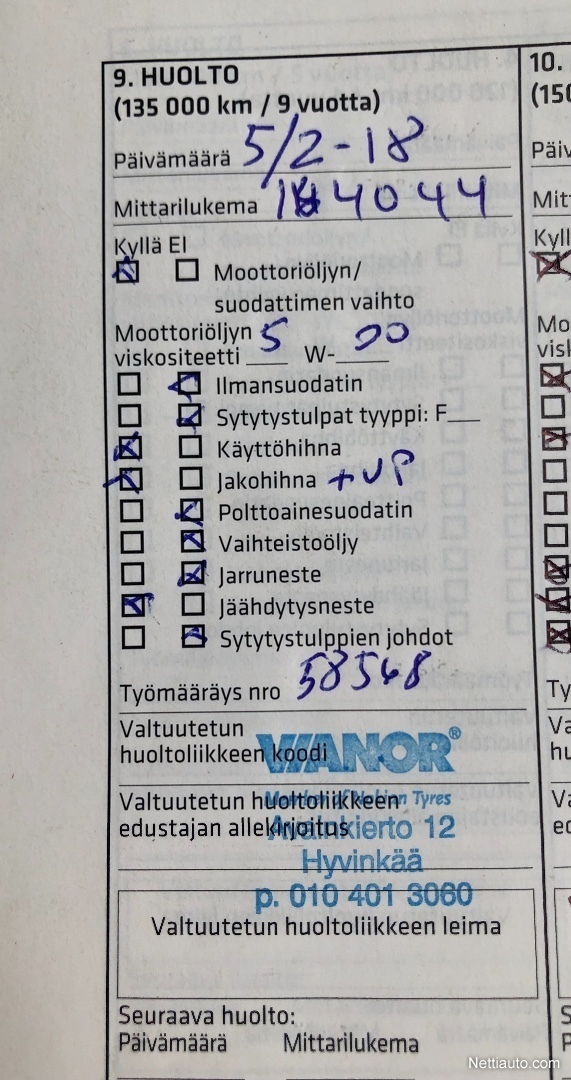 9. HUOLTO
(135 000 km / 9 vuotta)
Päivämäärä 5/2-18
Mittarilukema 144044
Kyllä EI
Moottoriöljyn/
suodattimen vaihto
Moottoriöljyn 5
viskositeetti W- 30
Ilmansuodatin
Sytytystulpat tyyppi: F
Käyttöhihna
Jakohihna +VP
Polttoainesuodatin
Vaihteistoöljy
Jarruneste
Jäähdytysneste
Sytytystulppien johdot
Työmääräys nro 58548
Valtuutetun
huoltoliikkeen koodi
VIANOR®
Valtuutetun huoltoliikkeen
edustajan allekirjoitus
Avainkierto 12
Hyvinkää
p. 010 401 3060
Valtuutetun huoltoliikkeen leima
Seuraava huolto:
Päivämäärä Mittarilukema
10.
Nettiauto.com